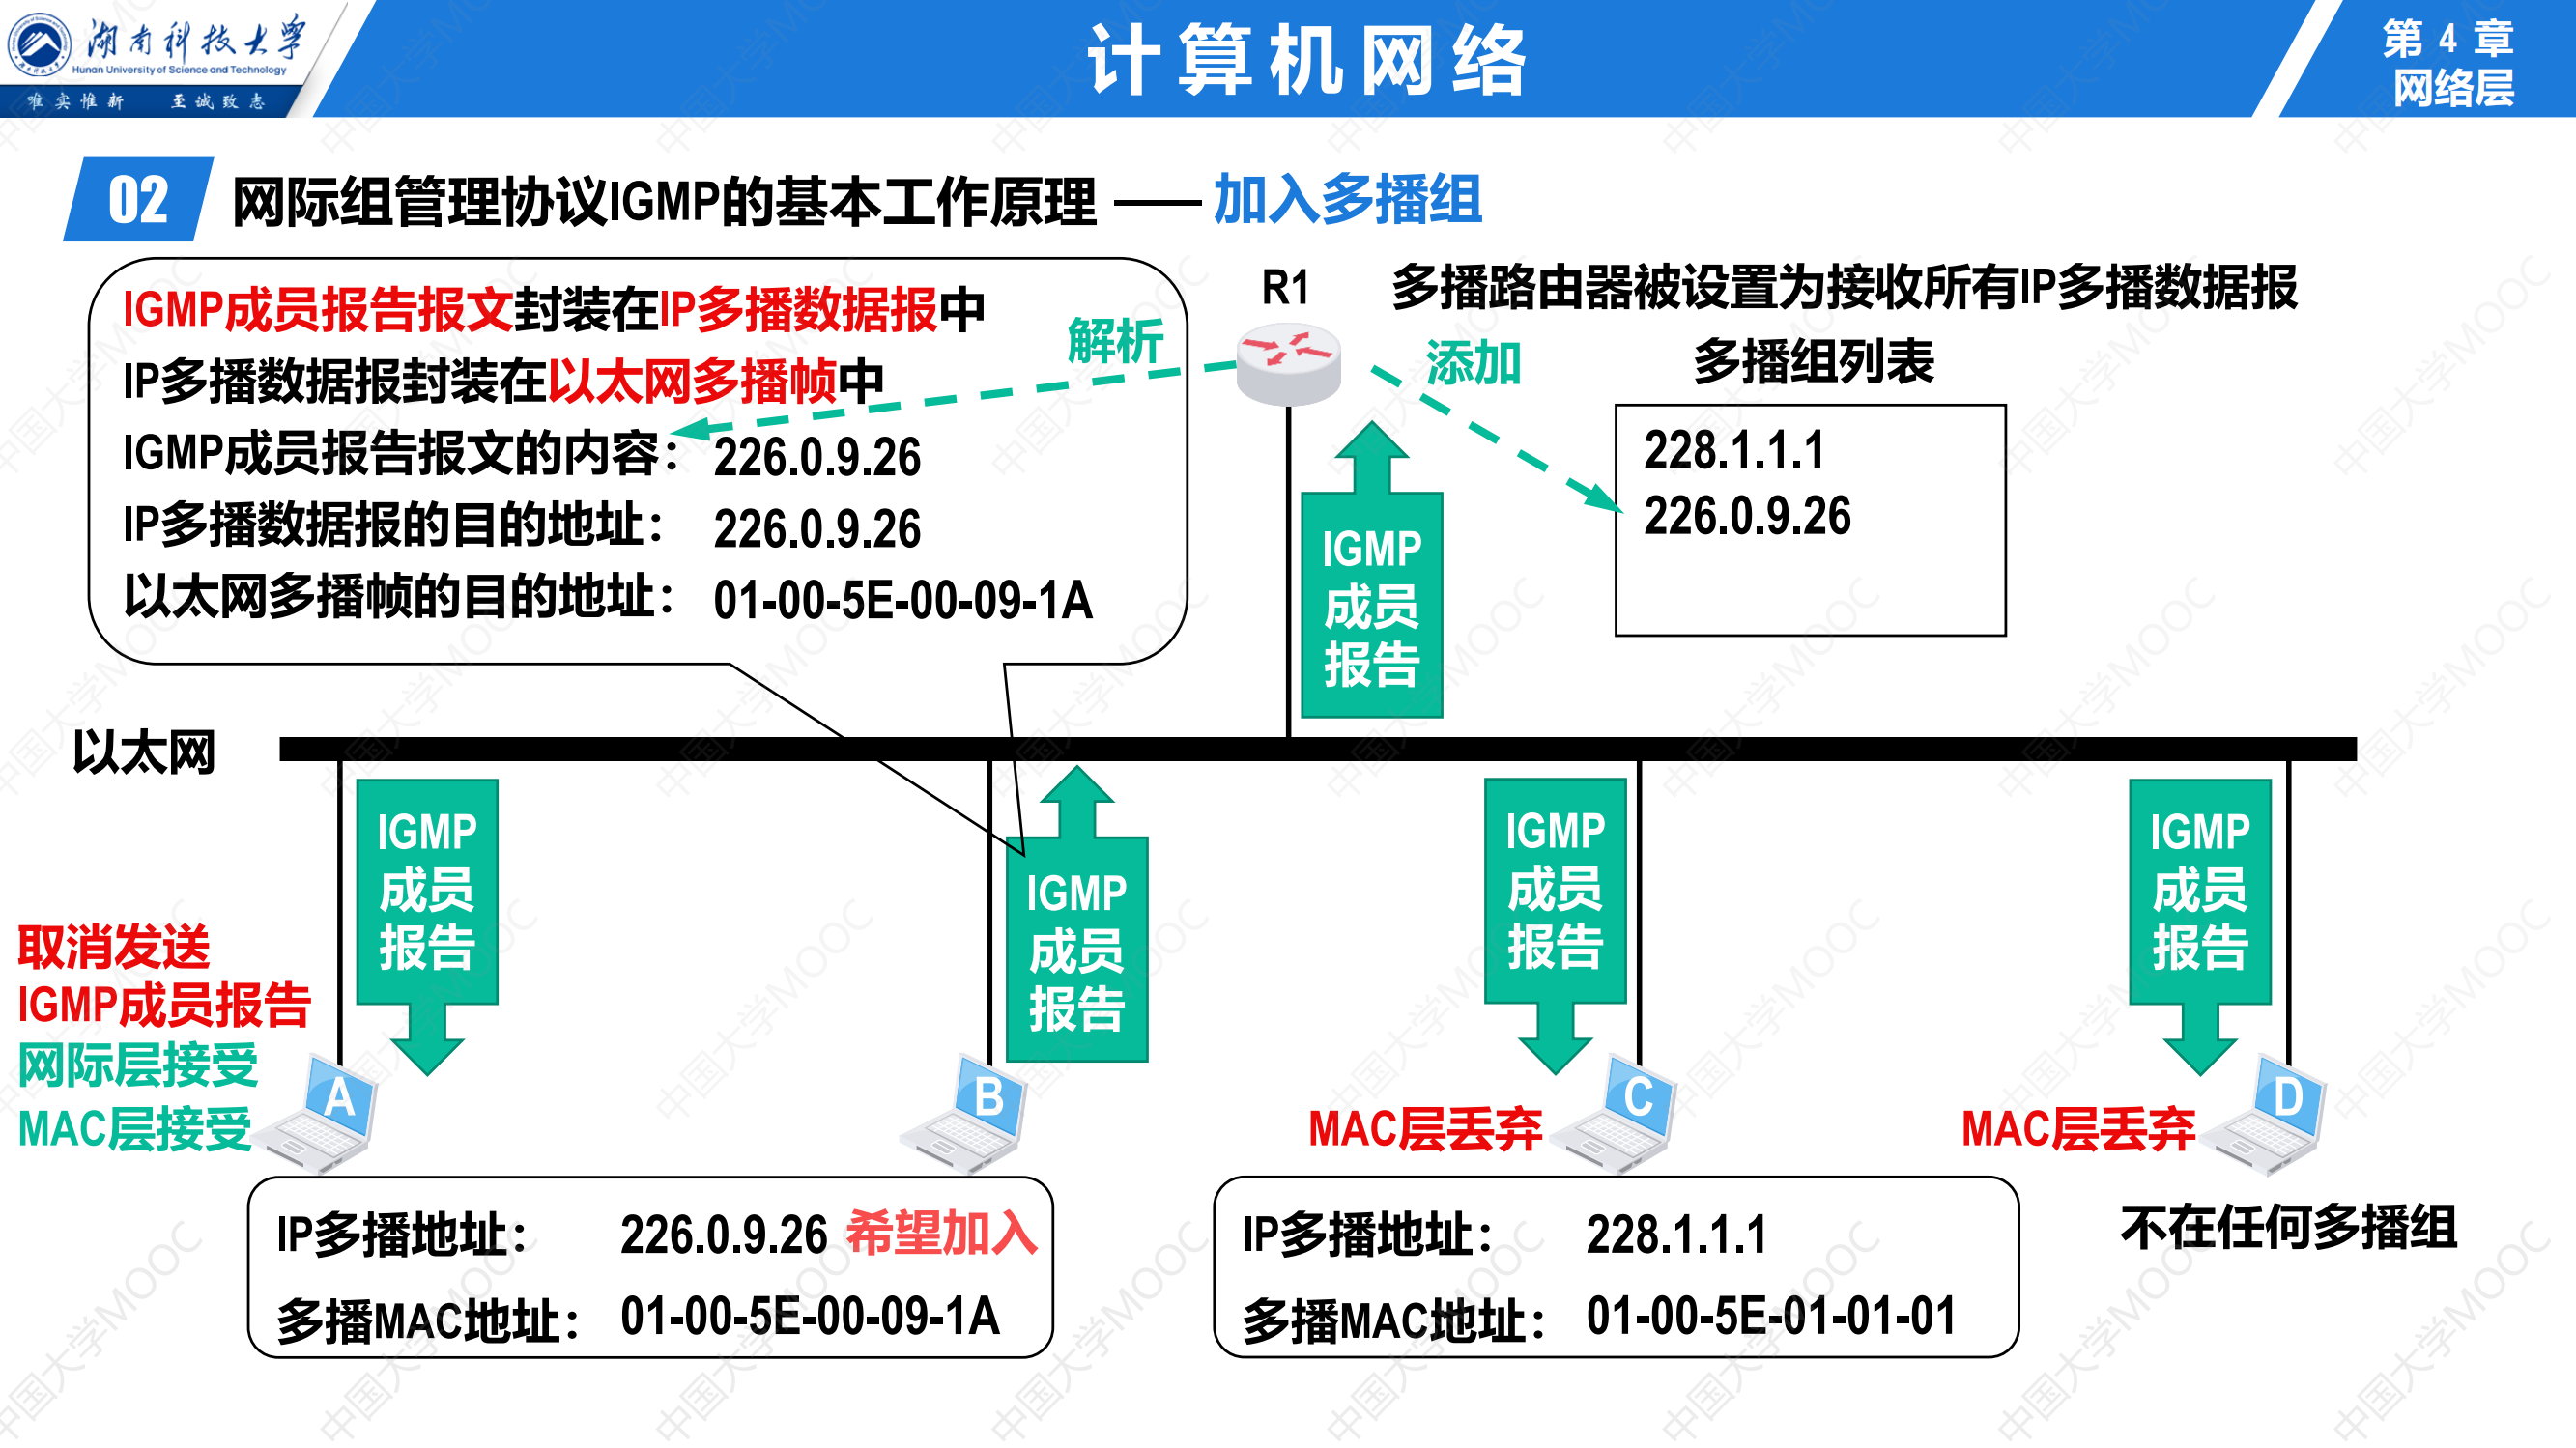 湖南科技大学
Hunan University of Science and Technology
唯实惟新 至诚致志
计算机网络
第 4 章
网络层
02 网际组管理协议IGMP的基本工作原理 —— 加入多播组
IGMP成员报告报文封装在IP多播数据报中
IP多播数据报封装在以太网多播帧中
IGMP成员报告报文的内容： 226.0.9.26
IP多播数据报的目的地址： 226.0.9.26
以太网多播帧的目的地址： 01-00-5E-00-09-1A
解析
R1
多播路由器被设置为接收所有IP多播数据报
添加
多播组列表
228.1.1.1
226.0.9.26
IGMP
成员
报告
以太网
IGMP
成员
报告
IGMP
成员
报告
IGMP
成员
报告
IGMP
成员
报告
取消发送
IGMP成员报告
网际层接受
MAC层接受
A
B
MAC层丢弃
C
MAC层丢弃
D
IP多播地址： 226.0.9.26 希望加入
多播MAC地址： 01-00-5E-00-09-1A
IP多播地址： 228.1.1.1
多播MAC地址： 01-00-5E-01-01-01
不在任何多播组
中国大学MOOC